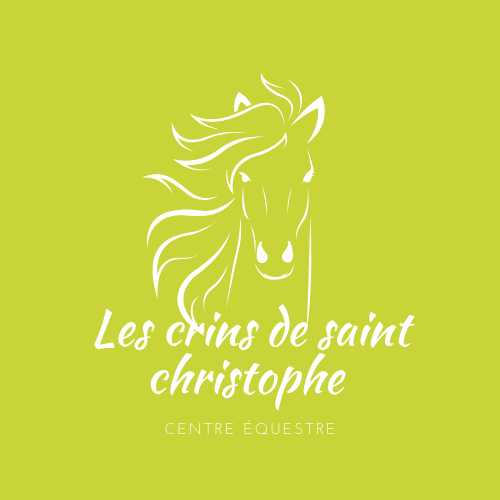 Les crins de saint
christophe
CENTRE ÉQUESTRE